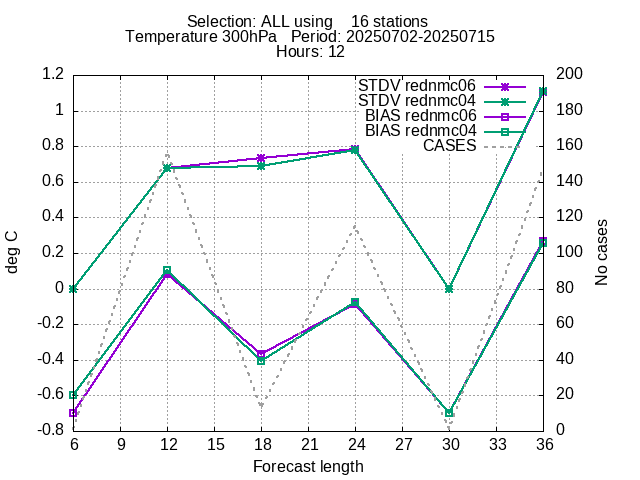 Selection: ALL using    16 stations
Temperature 300hPa   Period: 20250702-20250715
Hours: 12
1.2
1
0.8
0.6
0.4
0.2
0
-0.2
-0.4
-0.6
-0.8
deg C
STDV rednmc06
STDV rednmc04
BIAS rednmc06
BIAS rednmc04
CASES
200
180
160
140
120
100
80
60
40
20
0
No cases
6 9 12 15 18 21 24 27 30 33 36
Forecast length